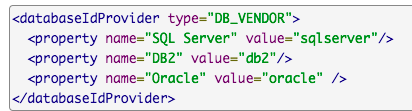 <databaseIdProvider type="DB_VENDOR">
  <property name="SQL Server" value="sqlserver"/>
  <property name="DB2" value="db2"/>
  <property name="Oracle" value="oracle" />
</databaseIdProvider>